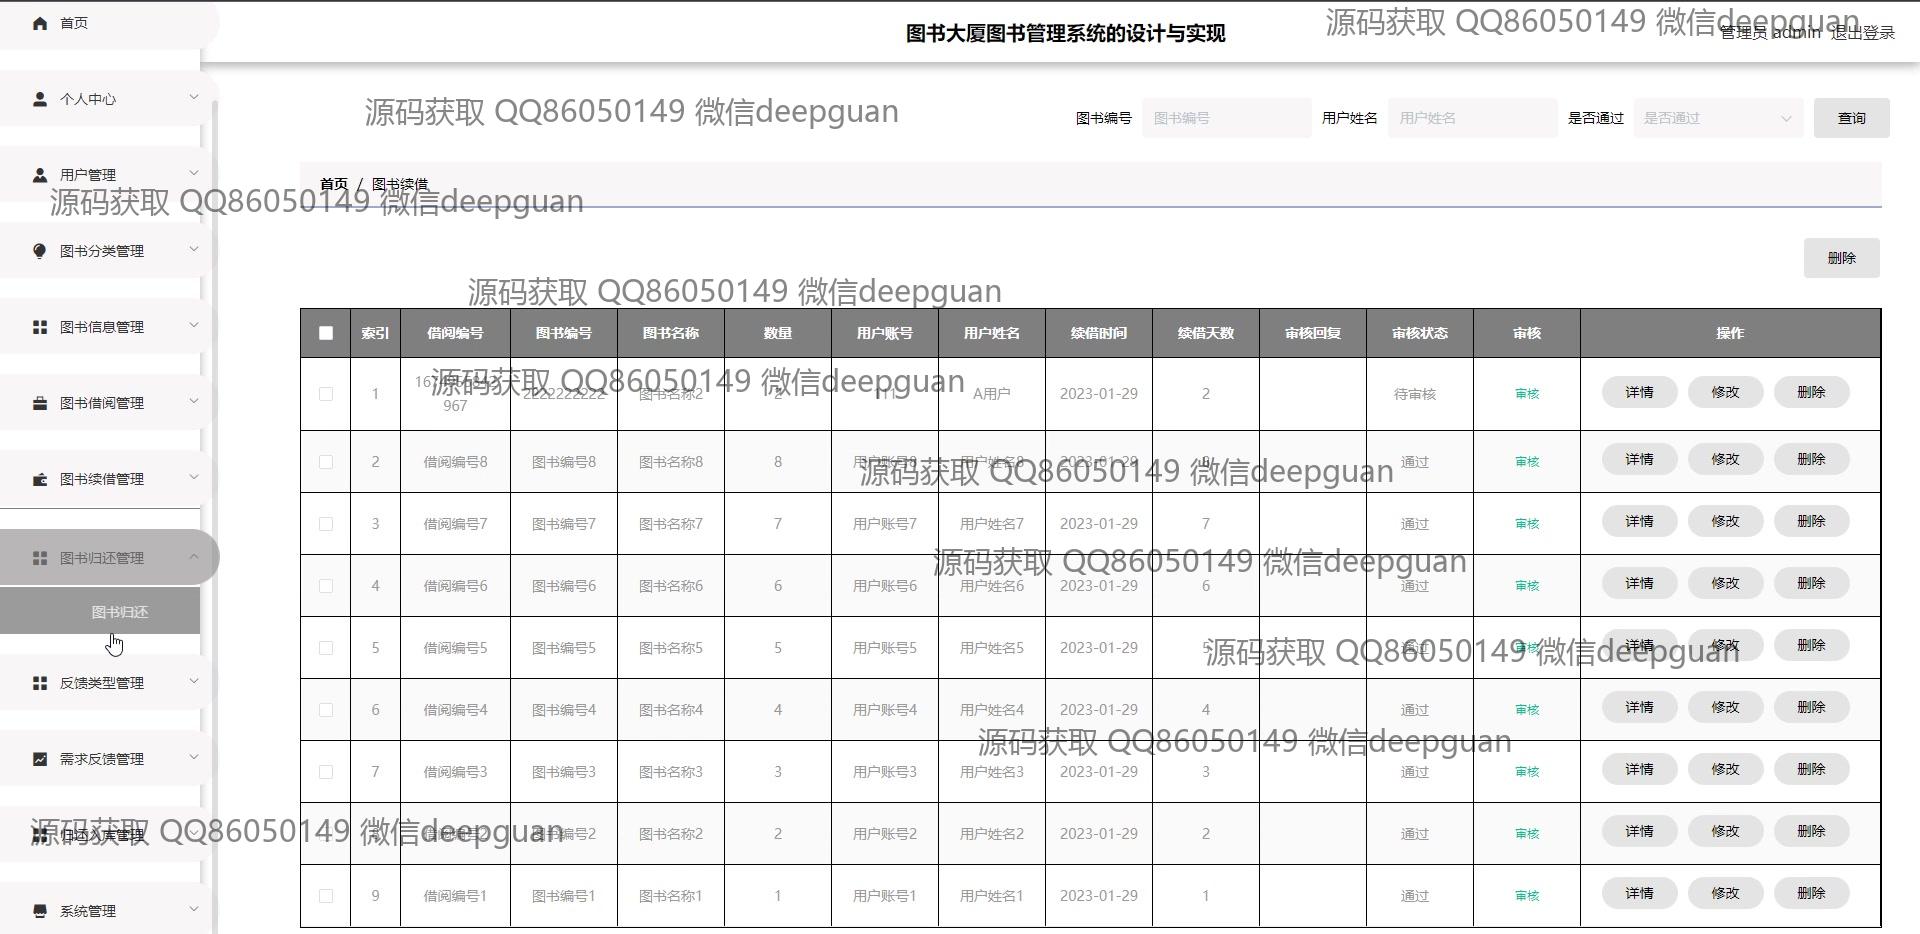 首页
图书大厦图书管理系统的设计与实现
源码获取 QQ86050149 微信deepguan
管理员 admin 退出登录
个人中心
源码获取 QQ86050149 微信deepguan
图书编号 图书编号 用户姓名 用户姓名 是否通过 是否通过 查询
用户管理
首页 / 图书续借
源码获取 QQ86050149 微信deepguan
图书分类管理
删除
源码获取 QQ86050149 微信deepguan
图书信息管理
索引 借阅编号 图书编号 图书名称 数量 用户账号 用户姓名 续借时间 续借天数 审核回复 审核状态 审核 操作
源码获取 QQ86050149 微信deepguan
1 967 2222222222 图书名称2 2 A用户 2023-01-29 2 待审核 审核 详情 修改 删除
图书借阅管理
2 借阅编号8 图书编号8 图书名称8 8 用户账号8 用户姓名8 2023-01-29 8 通过 审核 详情 修改 删除
源码获取 QQ86050149 微信deepguan
图书续借管理
3 借阅编号7 图书编号7 图书名称7 7 用户账号7 用户姓名7 2023-01-29 7 通过 审核 详情 修改 删除
图书归还管理
源码获取 QQ86050149 微信deepguan
4 借阅编号6 图书编号6 图书名称6 6 用户账号6 用户姓名6 2023-01-29 6 通过 审核 详情 修改 删除
图书归还
5 借阅编号5 图书编号5 图书名称5 5 用户账号5 用户姓名5 2023-01-29 5 通过 审核 详情 修改 删除
源码获取 QQ86050149 微信deepguan
反馈类型管理
6 借阅编号4 图书编号4 图书名称4 4 用户账号4 用户姓名4 2023-01-29 4 通过 审核 详情 修改 删除
源码获取 QQ86050149 微信deepguan
需求反馈管理
7 借阅编号3 图书编号3 图书名称3 3 用户账号3 用户姓名3 2023-01-29 3 通过 审核 详情 修改 删除
源码获取 QQ86050149 微信deepguan
归还入库管理
8 借阅编号2 图书编号2 图书名称2 2 用户账号2 用户姓名2 2023-01-29 2 通过 审核 详情 修改 删除
9 借阅编号1 图书编号1 图书名称1 1 用户账号1 用户姓名1 2023-01-29 1 通过 审核 详情 修改 删除
系统管理